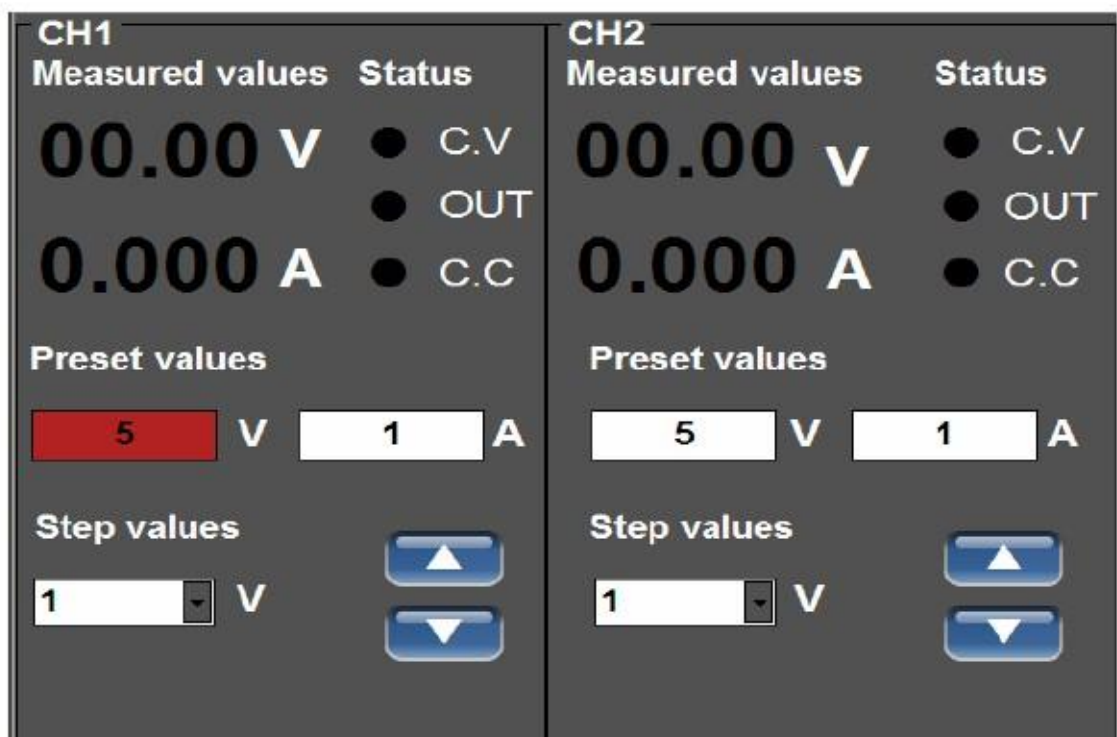 CH1
Measured values Status
00.00 V C.V
OUT
0.000 A C.C
Preset values
5 V 1 A
Step values
1 V
CH2
Measured values Status
00.00 V C.V
OUT
0.000 A C.C
Preset values
5 V 1 A
Step values
1 V